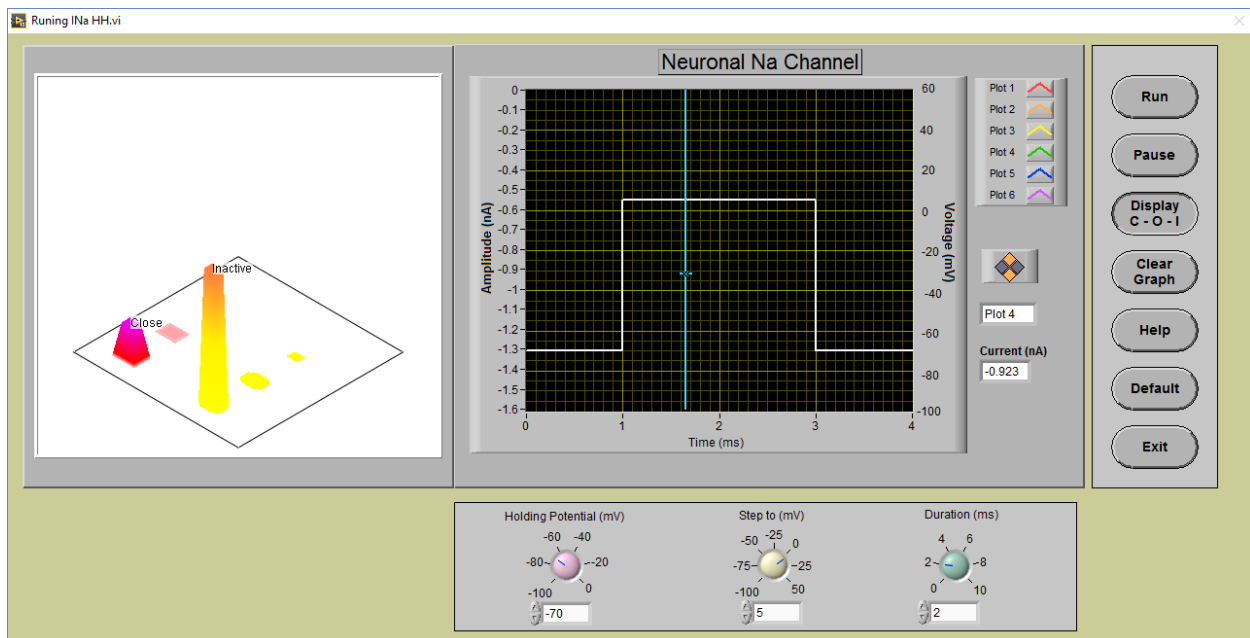 Runing INa HH.vi
Inactive
Close
Neuronal Na Channel
Amplitude (nA)
0
-0.1
-0.2
-0.3
-0.4
-0.5
-0.6
-0.7
-0.8
-0.9
-1
-1.1
-1.2
-1.3
-1.4
-1.5
-1.6
60
40
20
0
-20
-40
-60
-80
-100
Voltage (mV)
0 1 2 3 4
Time (ms)
Plot 1
Plot 2
Plot 3
Plot 4
Plot 5
Plot 6
Plot 4
Current (nA)
-0.923
Run
Pause
Display
C - O - I
Clear
Graph
Help
Default
Exit
Holding Potential (mV)
-60 -40
-80 -20
-100 0
-70
Step to (mV)
-25
-50 0
-75 -25
-100 50
5
Duration (ms)
4 6
2 -8
0 10
2